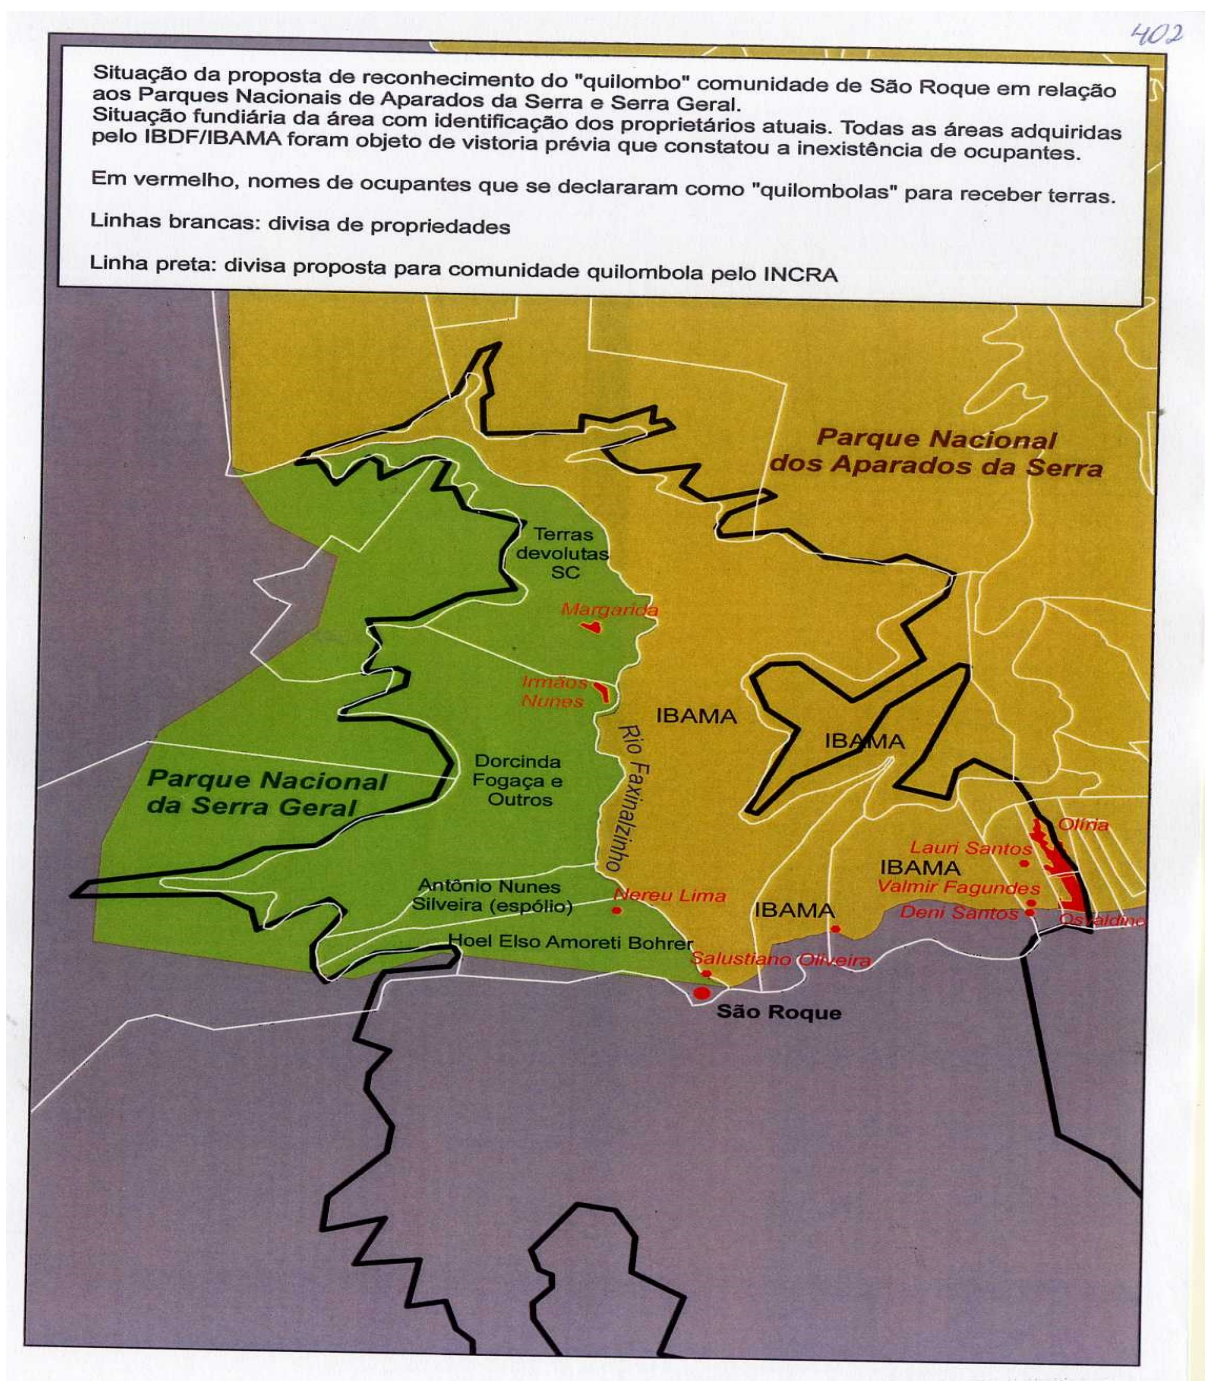 402
Situação da proposta de reconhecimento do "quilombo" comunidade de São Roque em relação
aos Parques Nacionais de Aparados da Serra e Serra Geral.
Situação fundiária da área com identificação dos proprietários atuais. Todas as áreas adquiridas
pelo IBDF/IBAMA foram objeto de vistoria prévia que constatou a inexistência de ocupantes.
Em vermelho, nomes de ocupantes que se declararam como "quilombolas" para receber terras.
Linhas brancas: divisa de propriedades
Linha preta: divisa proposta para comunidade quilombola pelo INCRA
Parque Nacional
dos Aparados da Serra
Terras
devolutas
SC
Margarida
Irmãos
Nunes
IBAMA
IBAMA
Rio Faxinalzinho
Dorcinda
Fogaça e
Outros
Parque Nacional
da Serra Geral
Olíria
Lauri Santos
IBAMA
Valmir Fagundes
Deni Santos
Osvaldino
Antônio Nunes
Silveira (espólio)
Nereu Lima
IBAMA
Hoel Elso Amoreti Bohrer
Salustiano Oliveira
São Roque